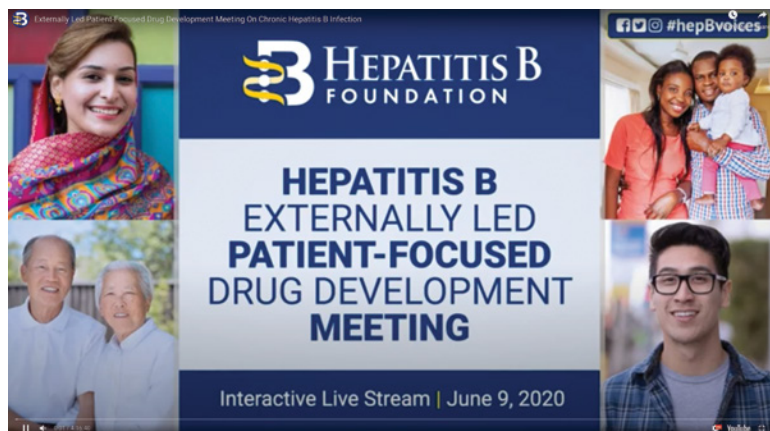 Externally Led Patient-Focused Drug Development Meeting On Chronic Hepatitis B Infection
#hepBvoices
B HEPATITIS B
FOUNDATION
HEPATITIS B
EXTERNALLY LED
PATIENT-FOCUSED
DRUG DEVELOPMENT
MEETING
Interactive Live Stream | June 9, 2020
YouTube